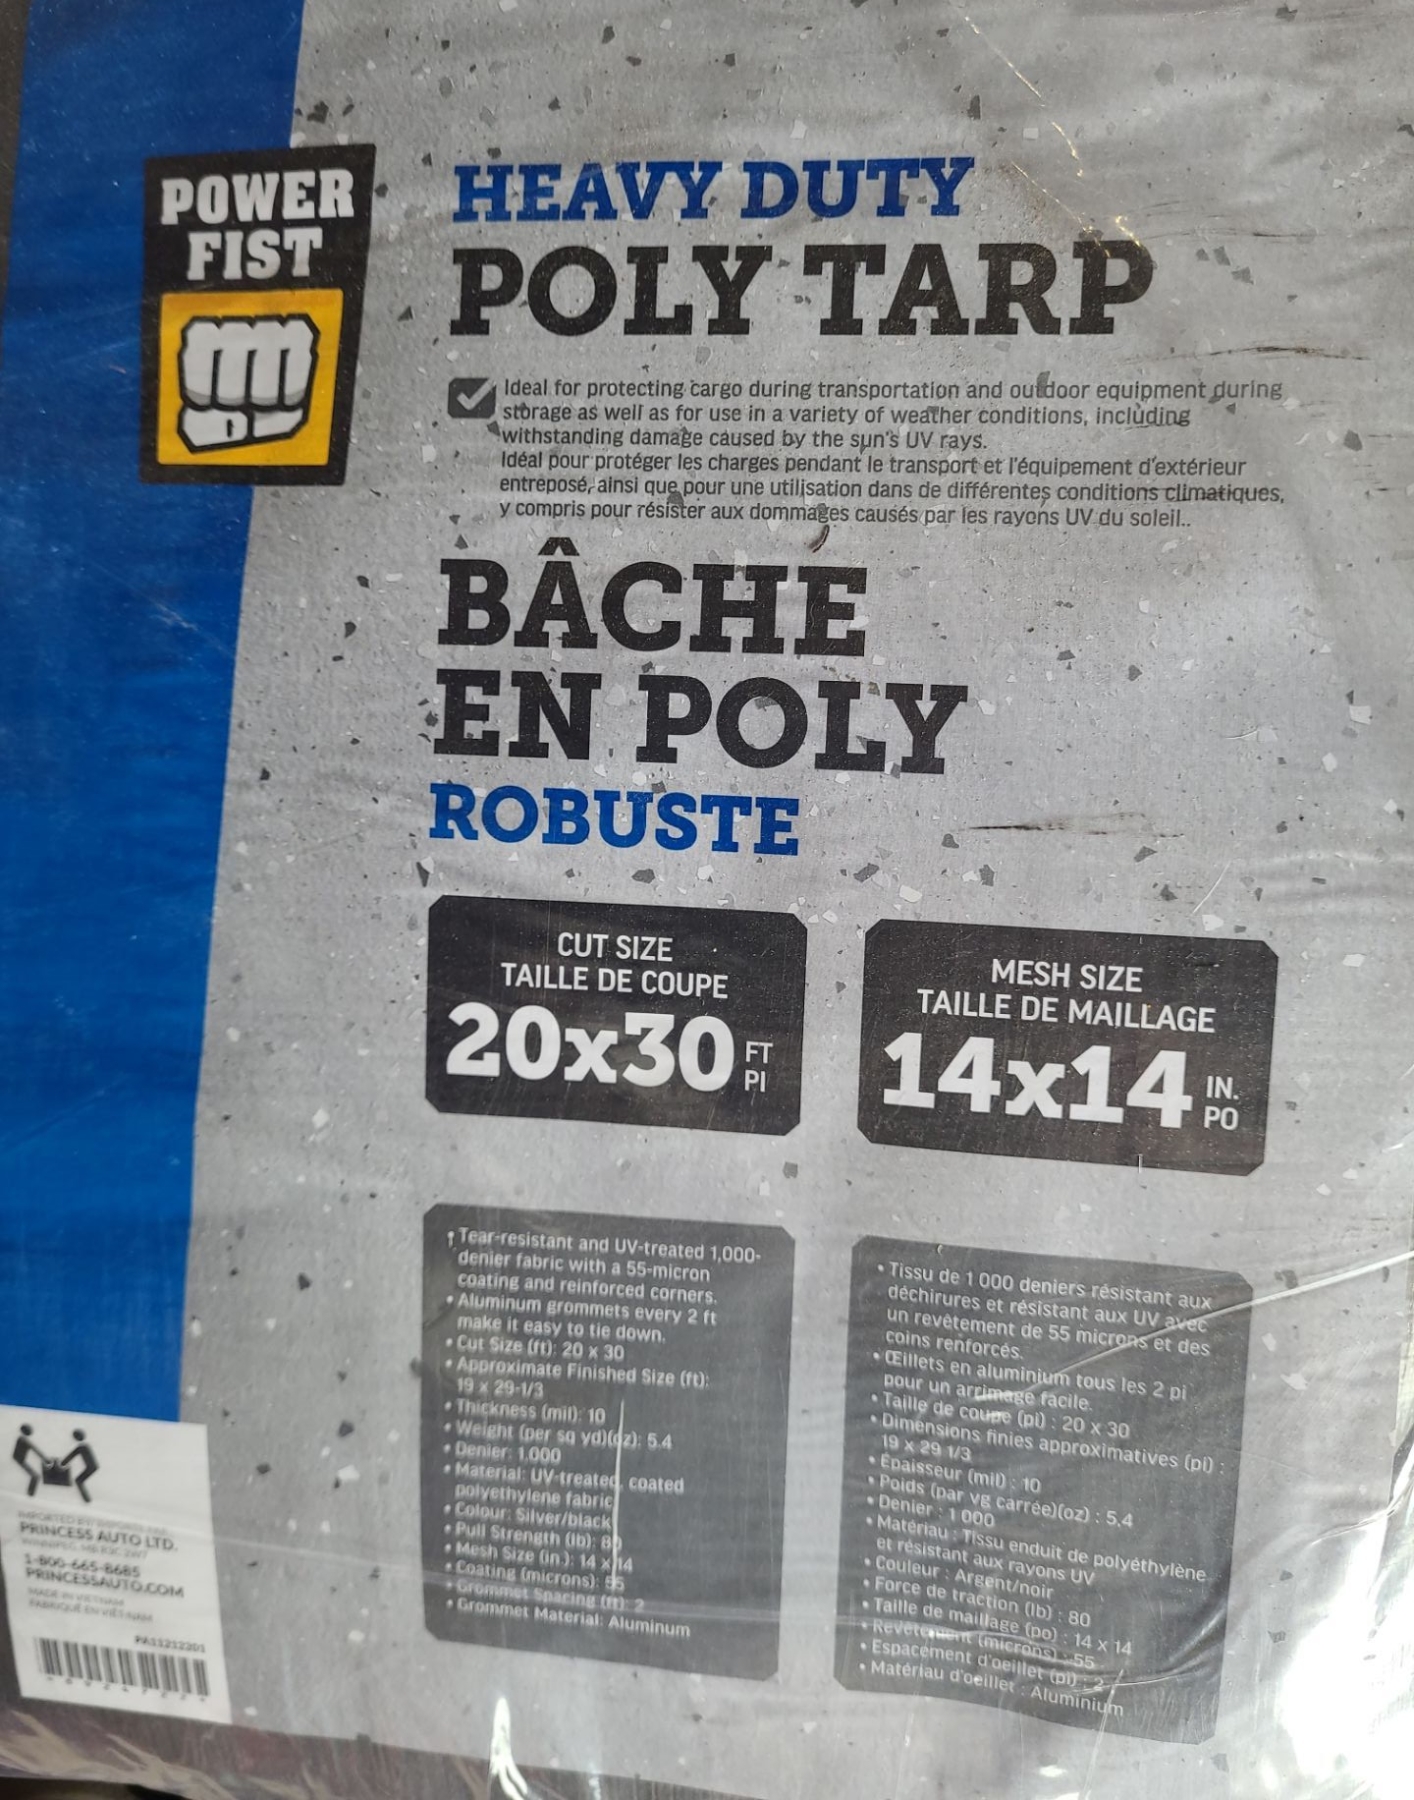 POWER
FIST
HEAVY DUTY
POLY TARP
Ideal for protecting cargo during transportation and outdoor equipment during
storage as well as for use in a variety of weather conditions, including
withstanding damage caused by the sun's UV rays.
Idéal pour protéger les charges pendant le transport et l'équipement d'extérieur
entreposé, ainsi que pour une utilisation dans de différentes conditions climatiques,
y compris pour résister aux dommages causés par les rayons UV du soleil..
BÂCHE
EN POLY
ROBUSTE
CUT SIZE
TAILLE DE COUPE
20x30 FT
PI
MESH SIZE
TAILLE DE MAILLAGE
14x14 IN.
PO
• Tear-resistant and UV-treated 1,000-
denier fabric with a 55-micron
coating and reinforced corners.
• Aluminum grommets every 2 ft
make it easy to tie down.
• Cut Size (ft): 20 x 30
• Approximate Finished Size (ft):
19 x 29-1/3
• Thickness (mil): 10
• Weight (per sq yd)(oz): 5.4
• Denier: 1,000
• Material: UV-treated, coated
polyethylene fabric
• Colour: Silver/black
• Pull Strength (lb): 80
• Mesh Size (in.): 14 x 14
• Coating (microns): 55
• Grommet Spacing (ft): 2
• Grommet Material: Aluminum
• Tissu de 1 000 deniers résistant aux
déchirures et résistant aux UV avec
un revêtement de 55 microns et des
coins renforcés.
• Œillets en aluminium tous les 2 pi
pour un arrimage facile.
• Taille de coupe (pi) : 20 x 30
• Dimensions finies approximatives (pi) :
19 x 29 1/3
• Épaisseur (mil) : 10
• Poids (par vg carrée)(oz) : 5.4
• Denier : 1 000
• Matériau : Tissu enduit de polyéthylène
et résistant aux rayons UV
• Couleur : Argent/noir
• Force de traction (lb) : 80
• Taille de maillage (po) : 14 x 14
• Revêtement (microns) : 55
• Espacement d'oeillet (pi) : 2
• Matériau d'oeillet : Aluminium
PRINCESS AUTO LTD.
1-800-665-8685
PRINCESSAUTO.COM
MADE IN VIETNAM
FABRIQUÉ EN VIÊT-NAM
PA11212201